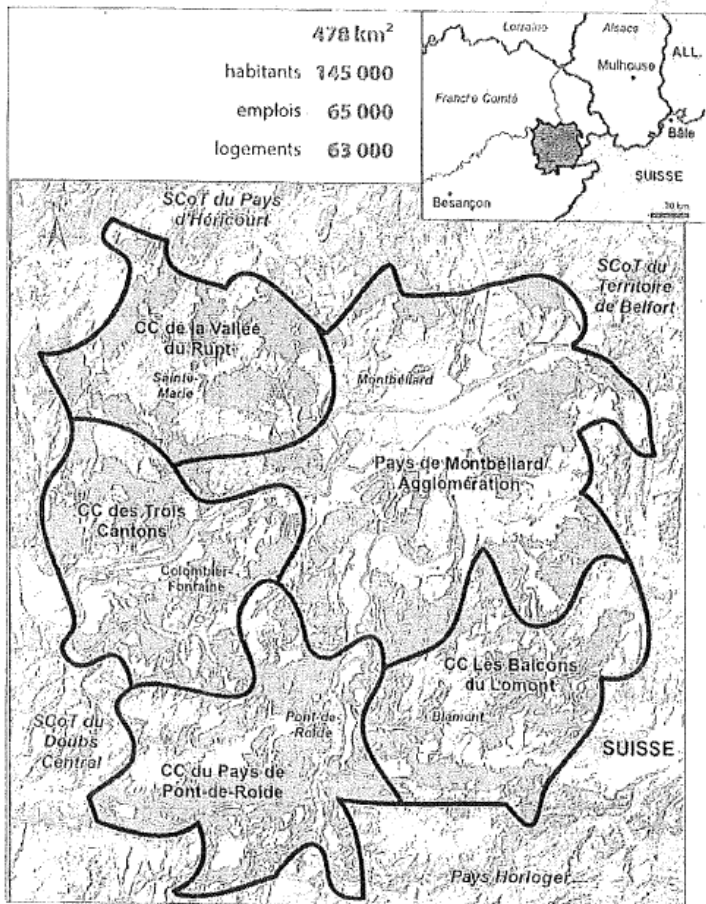 478 km²
habitants 145 000
emplois 65 000
logements 63 000
Lorraine
Alsace
ALL.
Mulhouse
Franche Comté
Bâle
SUISSE
Besançon
10 km
SCoT du Pays
d'Héricourt
SCoT du
Territoire
de Belfort
CC de la Vallée
du Rupt
Sainte-
Marie
Montbéliard
Pays de Montbéliard
Agglomération
CC des Trois
Cantons
Colombier-
Fontaine
CC Les Balcons
du Lomont
Blamont
SCoT du
Doubs
Central
Pont-de-
Roide
CC du Pays de
Pont-de-Roide
SUISSE
Pays Horloger